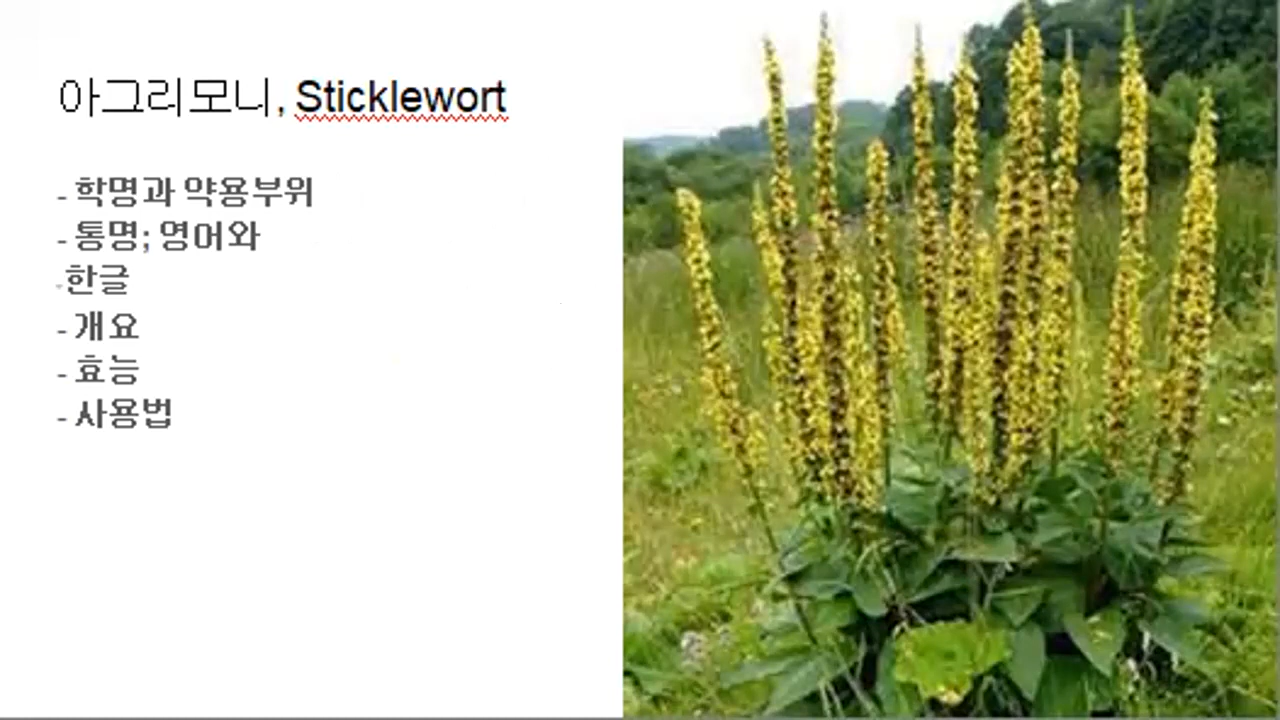 아그리모니, Sticklewort
- 학명과 약용부위
- 통명; 영어와
-한글
- 개요
- 효능
- 사용법